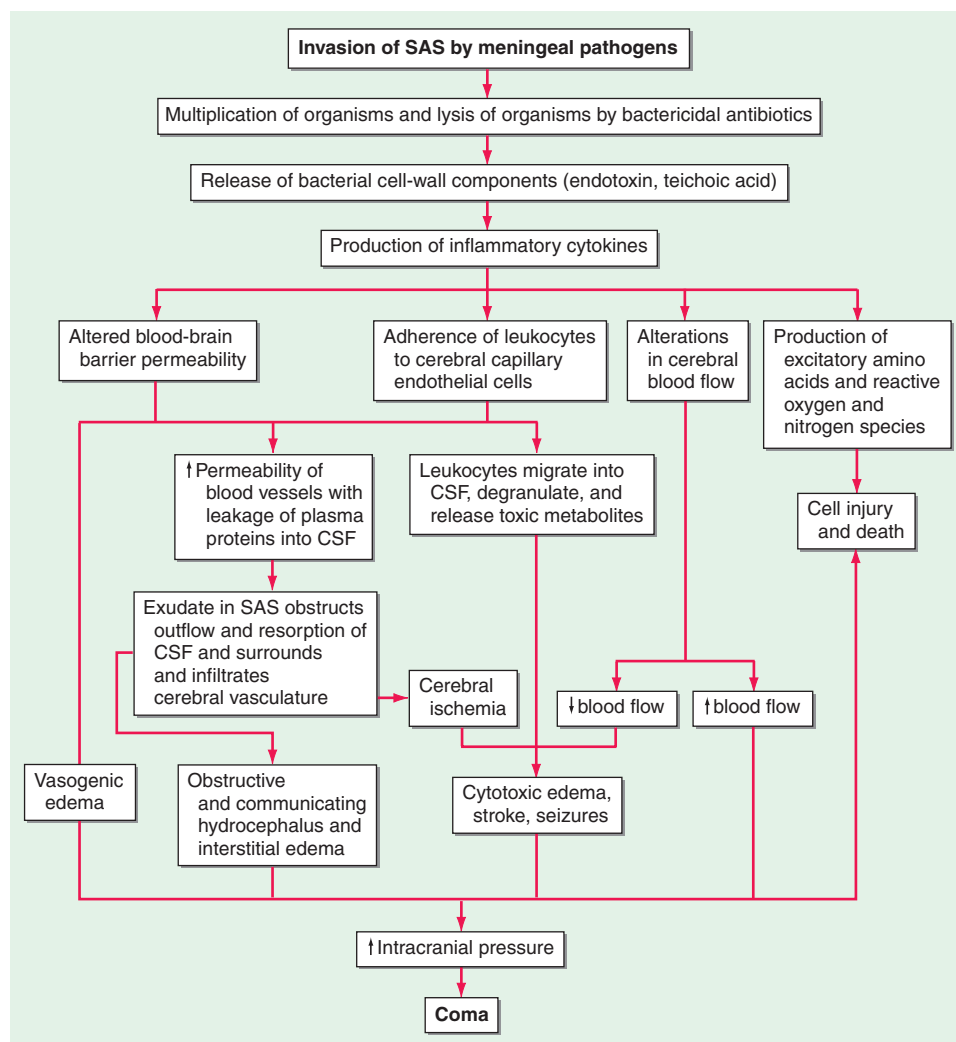 Invasion of SAS by meningeal pathogens
Multiplication of organisms and lysis of organisms by bactericidal antibiotics
Release of bacterial cell-wall components (endotoxin, teichoic acid)
Production of inflammatory cytokines
Altered blood-brain
barrier permeability
Adherence of leukocytes
to cerebral capillary
endothelial cells
Alterations
in cerebral
blood flow
Production of
excitatory amino
acids and reactive
oxygen and
nitrogen species
↑Permeability of
blood vessels with
leakage of plasma
proteins into CSF
Leukocytes migrate into
CSF, degranulate, and
release toxic metabolites
Cell injury
and death
Exudate in SAS obstructs
outflow and resorption of
CSF and surrounds
and infiltrates
cerebral vasculature
Cerebral
ischemia
↓blood flow
↑blood flow
Vasogenic
edema
Obstructive
and communicating
hydrocephalus and
interstitial edema
Cytotoxic edema,
stroke, seizures
↑Intracranial pressure
Coma